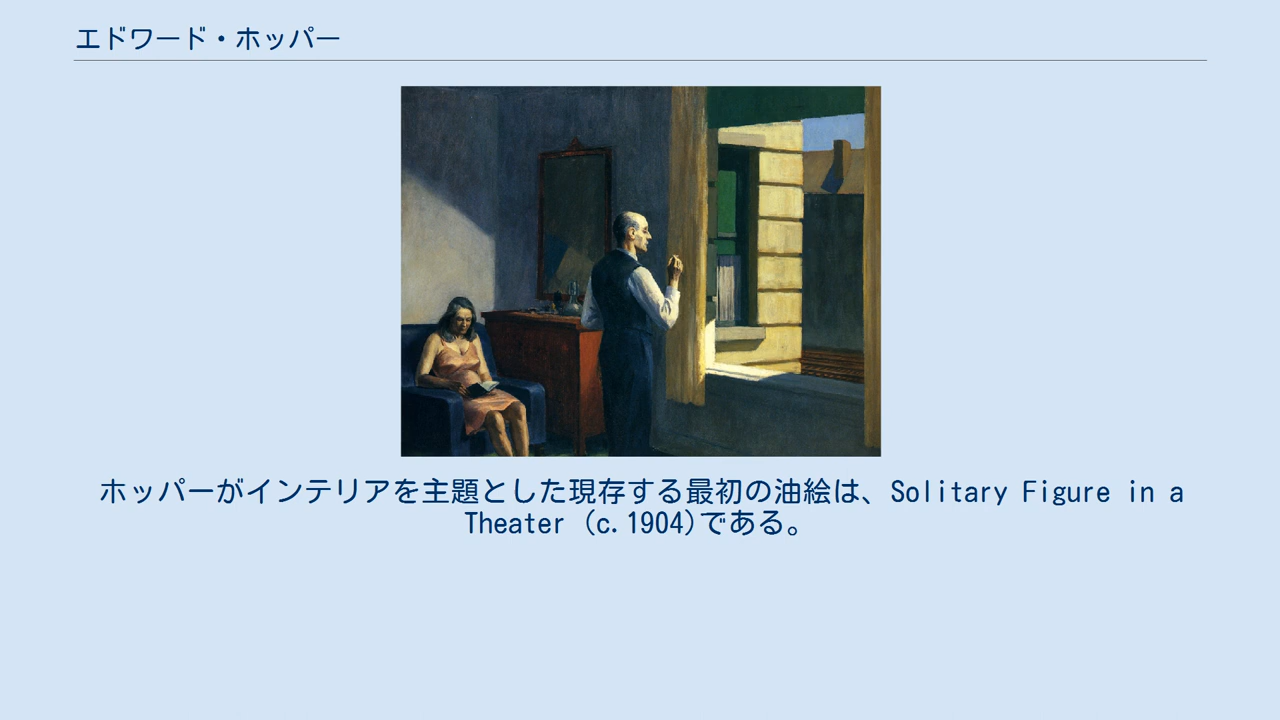 エドワード・ホッパー
ホッパーがインテリアを主題とした現存する最初の油絵は、Solitary Figure in a
Theater (c.1904)である。